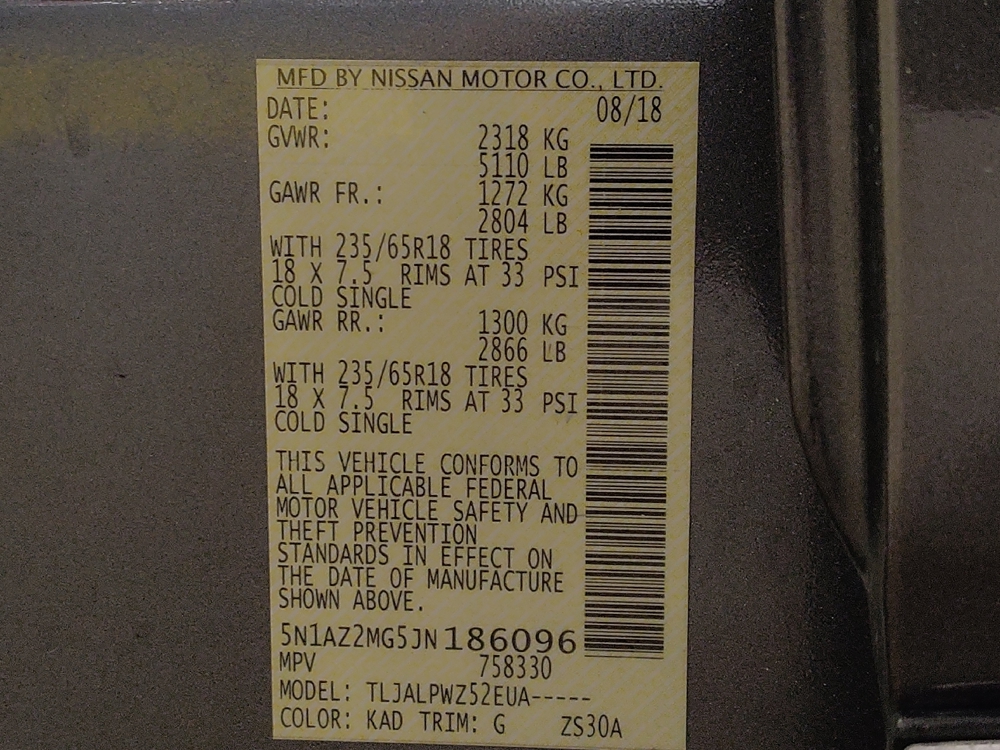 MFD BY NISSAN MOTOR CO., LTD.
DATE: 08/18
GVWR: 2318 KG
5110 LB
GAWR FR.: 1272 KG
2804 LB
WITH 235/65R18 TIRES
18 X 7.5 RIMS AT 33 PSI
COLD SINGLE
GAWR RR.: 1300 KG
2866 LB
WITH 235/65R18 TIRES
18 X 7.5 RIMS AT 33 PSI
COLD SINGLE
THIS VEHICLE CONFORMS TO
ALL APPLICABLE FEDERAL
MOTOR VEHICLE SAFETY AND
THEFT PREVENTION
STANDARDS IN EFFECT ON
THE DATE OF MANUFACTURE
SHOWN ABOVE.
5N1AZ2MG5JN186096
MPV 758330
MODEL: TLJALPWZ52EUA-----
COLOR: KAD TRIM: G ZS30A